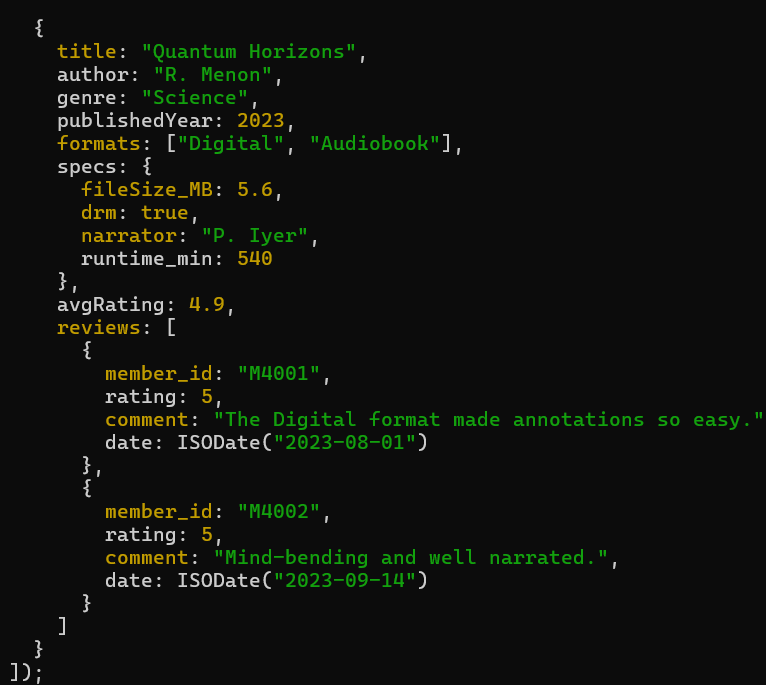 {
    title: "Quantum Horizons",
    author: "R. Menon",
    genre: "Science",
    publishedYear: 2023,
    formats: ["Digital", "Audiobook"],
    specs: {
      fileSize_MB: 5.6,
      drm: true,
      narrator: "P. Iyer",
      runtime_min: 540
    },
    avgRating: 4.9,
    reviews: [
      {
        member_id: "M4001",
        rating: 5,
        comment: "The Digital format made annotations so easy."
        date: ISODate("2023-08-01")
      },
      {
        member_id: "M4002",
        rating: 5,
        comment: "Mind-bending and well narrated.",
        date: ISODate("2023-09-14")
      }
    ]
  }
]);